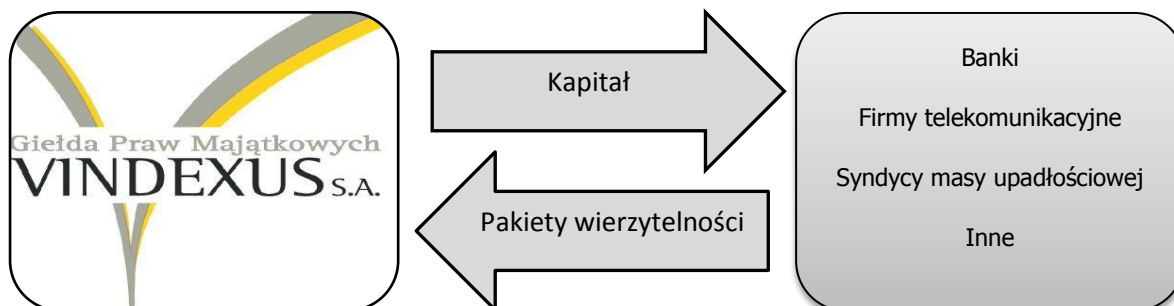 Giełda Praw Majątkowych
VINDEXUS S.A.
Kapitał
Pakiety wierzytelności
Banki
Firmy telekomunikacyjne
Syndycy masy upadłościowej
Inne